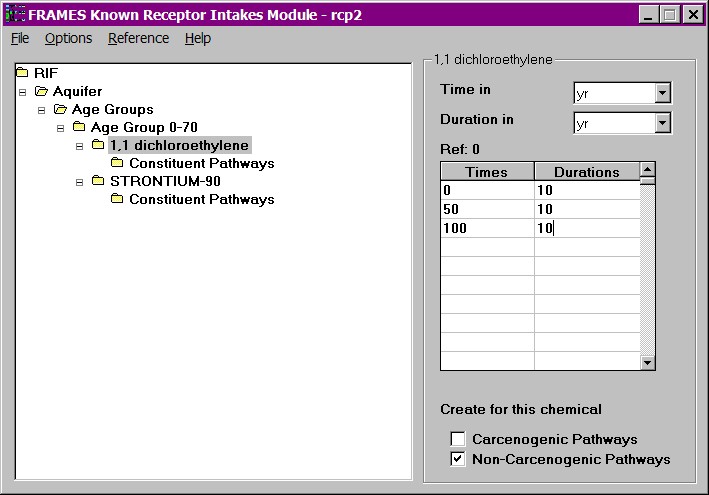 FRAMES Known Receptor Intakes Module - rcp2
File Options Reference Help
RIF
Aquifer
Age Groups
Age Group 0-70
1,1 dichloroethylene
Constituent Pathways
STRONTIUM-90
Constituent Pathways
1,1 dichloroethylene
Time in yr
Duration in yr
Ref: 0
Times Durations
0 10
50 10
100 10
Create for this chemical
Carcenogenic Pathways
Non-Carcenogenic Pathways